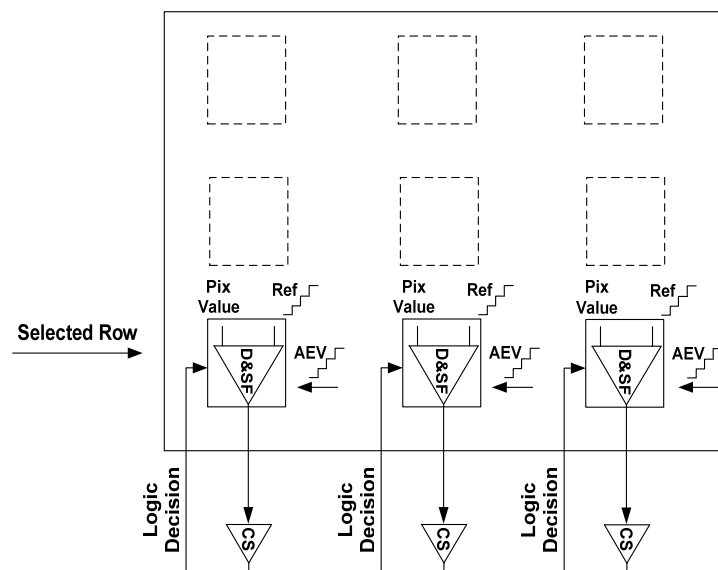 Pix
Value
Ref
Pix
Value
Ref
Pix
Value
Ref
Selected Row
D&SF
AEV
D&SF
AEV
D&SF
AEV
Logic
Decision
CS
Logic
Decision
CS
Logic
Decision
CS